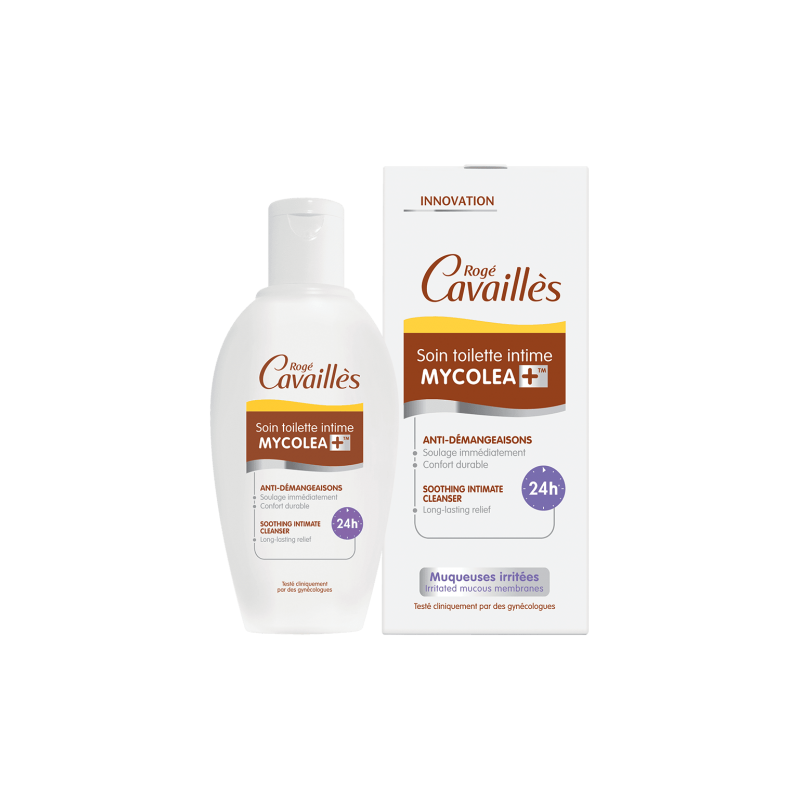 Rogé
Cavaillès
Soin toilette intime
MYCOLEA+™
ANTI-DÉMANGEAISONS
Soulage immédiatement
Confort durable
SOOTHING INTIMATE
CLEANSER
Long-lasting relief
24h
Testé cliniquement
par des gynécologues
INNOVATION
Rogé
Cavaillès
Soin toilette intime
MYCOLEA+™
ANTI-DÉMANGEAISONS
Soulage immédiatement
Confort durable
SOOTHING INTIMATE
CLEANSER
Long-lasting relief
24h
Muqueuses irritées
Irritated mucous membranes
Testé cliniquement par des gynécologues